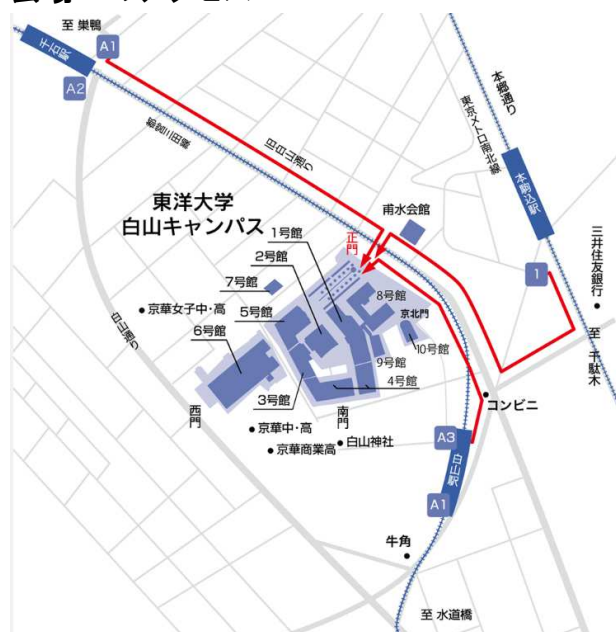 至 巣鴨
A1
千石駅
A2
都営三田線
旧白山通り
本郷通り
東京メトロ南北線
本駒込駅
三井住友銀行
1
至 千駄木
甫水会館
東洋大学
白山キャンパス
正門
1号館
2号館
7号館
5号館
8号館
京北門
京華女子中・高
6号館
10号館
9号館
白山通り
3号館
4号館
西門
南門
コンビニ
京華中・高
白山神社
京華商業高
A3
白山駅
A1
牛角
至 水道橋